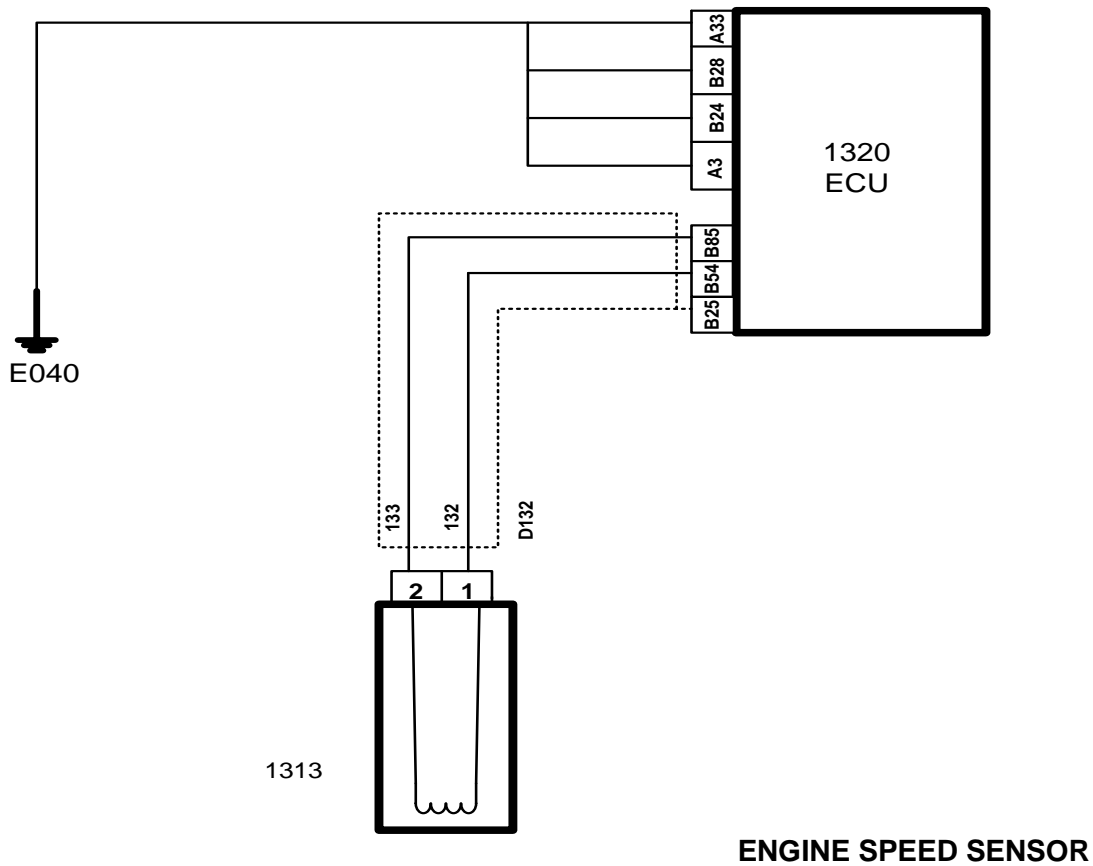 A33
B28
B24
A3
1320
ECU
B85
B54
B25
E040
133
132
D132
2
1
1313
ENGINE SPEED SENSOR